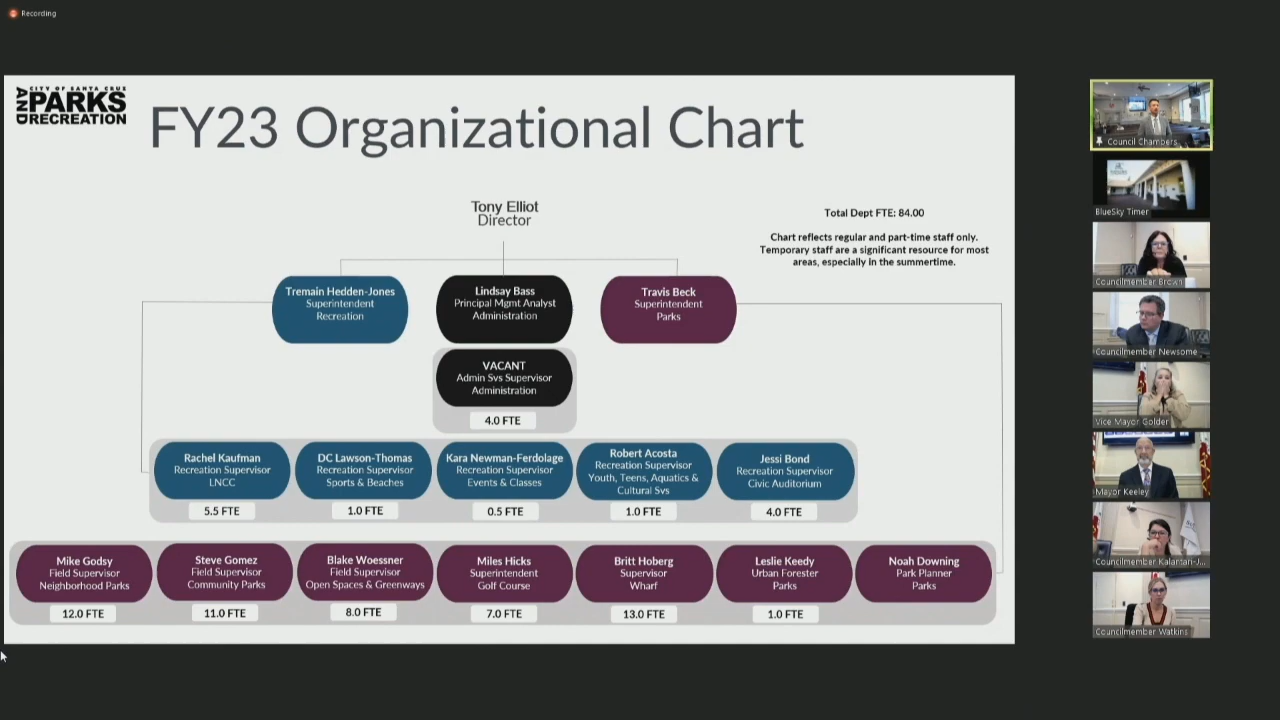 Recording
CITY OF SANTA CRUZ
PARKS
AND
RECREATION
FY23 Organizational Chart
Tony Elliot
Director
Total Dept FTE: 84.00
Chart reflects regular and part-time staff only.
Temporary staff are a significant resource for most
areas, especially in the summertime.
Tremain Hedden-Jones
Superintendent
Recreation
Lindsay Bass
Principal Mgmt Analyst
Administration
Travis Beck
Superintendent
Parks
VACANT
Admin Svs Supervisor
Administration
4.0 FTE
Rachel Kaufman
Recreation Supervisor
LNCC
5.5 FTE
DC Lawson-Thomas
Recreation Supervisor
Sports & Beaches
1.0 FTE
Kara Newman-Ferdolage
Recreation Supervisor
Events & Classes
0.5 FTE
Robert Acosta
Recreation Supervisor
Youth, Teens, Aquatics &
Cultural Svs
1.0 FTE
Jessi Bond
Recreation Supervisor
Civic Auditorium
4.0 FTE
Mike Godsy
Field Supervisor
Neighborhood Parks
12.0 FTE
Steve Gomez
Field Supervisor
Community Parks
11.0 FTE
Blake Woessner
Field Supervisor
Open Spaces & Greenways
8.0 FTE
Miles Hicks
Superintendent
Golf Course
7.0 FTE
Britt Hoberg
Supervisor
Wharf
13.0 FTE
Leslie Keedy
Urban Forester
Parks
1.0 FTE
Noah Downing
Park Planner
Parks
Council Chambers
BlueSky Timer
Councilmember Brown
Councilmember Newsome
Vice Mayor Golder
Mayor Keeley
Councilmember Kalantari-J...
Councilmember Watkins